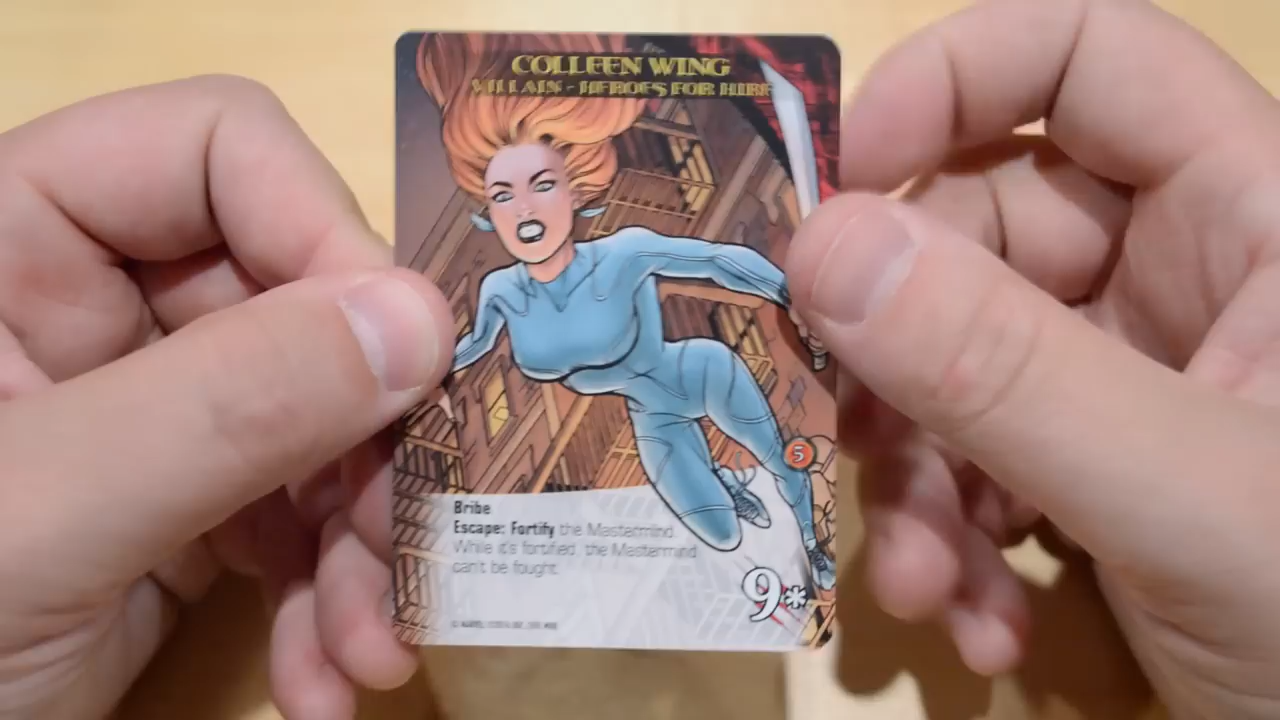 COLLEEN WING
VILLAIN - HEROES FOR HIRE
5
Bribe
Escape: Fortify the Mastermind.
While it's fortified, the Mastermind
can't be fought.
9*